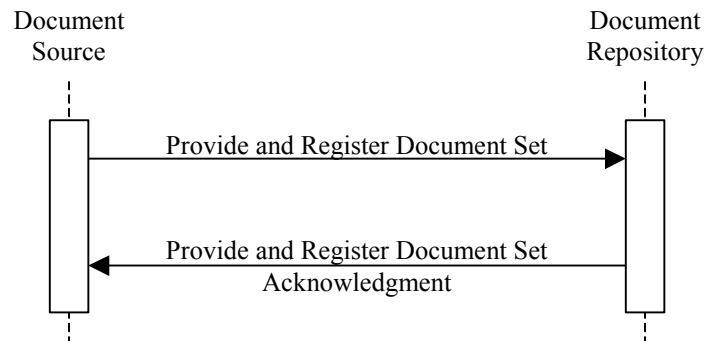 Document
Source
Document
Repository
Provide and Register Document Set
Provide and Register Document Set
Acknowledgment